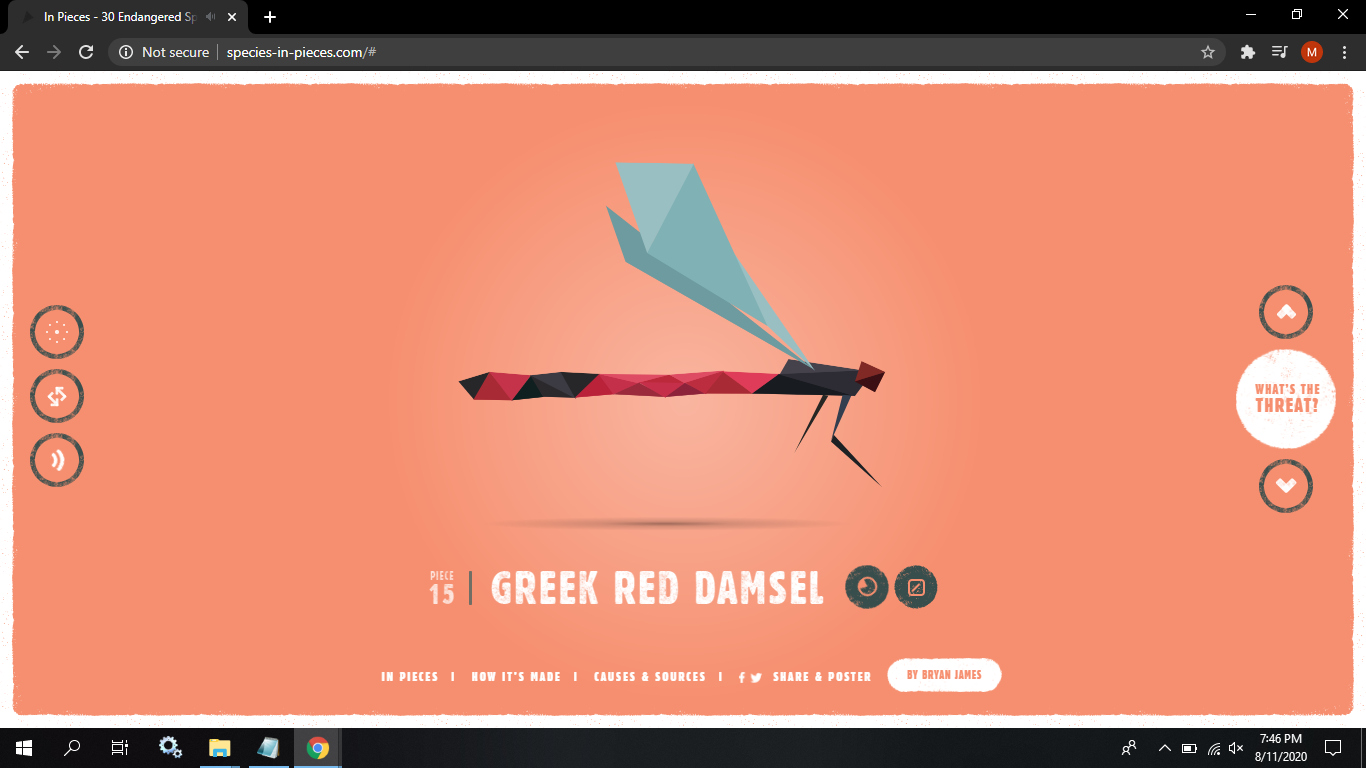 In Pieces - 30 Endangered Sp
Not secure
species-in-pieces.com/#
M
WHAT'S THE
THREAT?
PIECE
15
GREEK RED DAMSEL
IN PIECES I HOW IT'S MADE I CAUSES & SOURCES I SHARE & POSTER
BY BRYAN JAMES
7:46 PM
8/11/2020